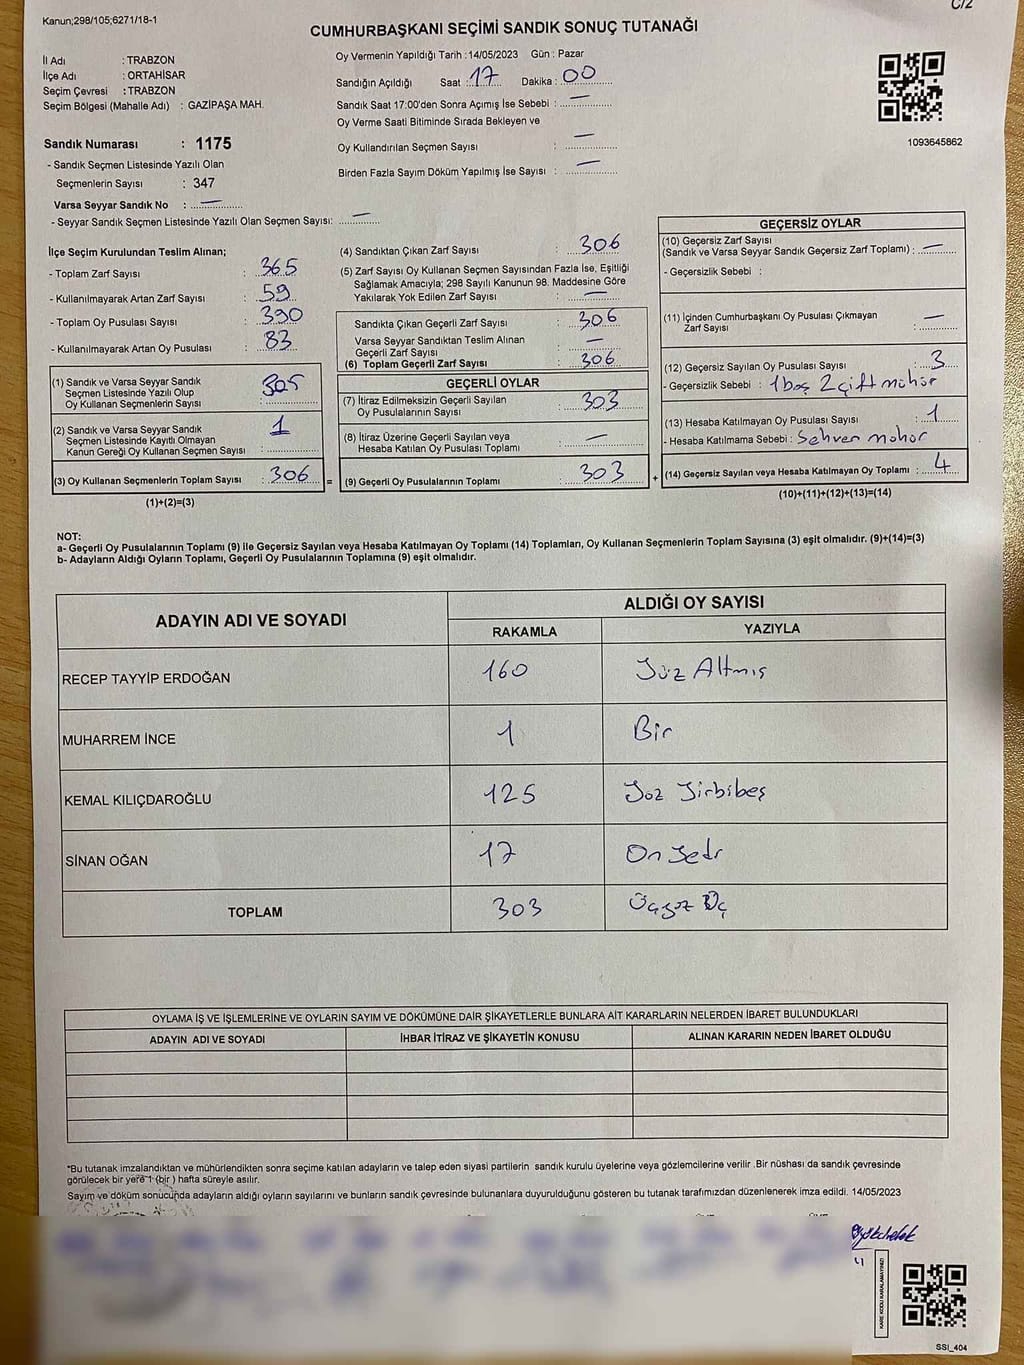 C/2
Kanun;298/105;6271/18-1
CUMHURBAŞKANI SEÇİMİ SANDIK SONUÇ TUTANAĞI
İl Adı : TRABZON
İlçe Adı : ORTAHİSAR
Seçim Çevresi : TRABZON
Seçim Bölgesi (Mahalle Adı) : GAZİPAŞA MAH.
Sandık Numarası : 1175
- Sandık Seçmen Listesinde Yazılı Olan
Seçmenlerin Sayısı : 347
Varsa Seyyar Sandık No : —
- Seyyar Sandık Seçmen Listesinde Yazılı Olan Seçmen Sayısı: —
Oy Vermenin Yapıldığı Tarih : 14/05/2023 Gün : Pazar
Sandığın Açıldığı Saat : 17 Dakika : 00
Sandık Saat 17:00'den Sonra Açımış İse Sebebi : —
Oy Verme Saati Bitiminde Sırada Bekleyen ve
Oy Kullandırılan Seçmen Sayısı : —
Birden Fazla Sayım Döküm Yapılmış İse Sayısı : —
1093645862
İlçe Seçim Kurulundan Teslim Alınan;
- Toplam Zarf Sayısı : 365
- Kullanılmayarak Artan Zarf Sayısı : 59
- Toplam Oy Pusulası Sayısı : 390
- Kullanılmayarak Artan Oy Pusulası : 83
(1) Sandık ve Varsa Seyyar Sandık
Seçmen Listesinde Yazılı Olup
Oy Kullanan Seçmenlerin Sayısı : 305
(2) Sandık ve Varsa Seyyar Sandık
Seçmen Listesinde Kayıtlı Olmayan
Kanun Gereği Oy Kullanan Seçmen Sayısı : 1
(3) Oy Kullanan Seçmenlerin Toplam Sayısı : 306 =
(1)+(2)=(3)
(4) Sandıktan Çıkan Zarf Sayısı : 306
(5) Zarf Sayısı Oy Kullanan Seçmen Sayısından Fazla İse, Eşitliği
Sağlamak Amacıyla; 298 Sayılı Kanunun 98. Maddesine Göre
Yakılarak Yok Edilen Zarf Sayısı : —
Sandıkta Çıkan Geçerli Zarf Sayısı : 306
Varsa Seyyar Sandıktan Teslim Alınan
Geçerli Zarf Sayısı : —
(6) Toplam Geçerli Zarf Sayısı : 306
GEÇERLİ OYLAR
(7) İtiraz Edilmeksizin Geçerli Sayılan
Oy Pusulalarının Sayısı : 303
(8) İtiraz Üzerine Geçerli Sayılan veya
Hesaba Katılan Oy Pusulası Toplamı : —
(9) Geçerli Oy Pusulalarının Toplamı : 303 +
GEÇERSİZ OYLAR
(10) Geçersiz Zarf Sayısı
(Sandık ve Varsa Seyyar Sandık Geçersiz Zarf Toplamı) : —
- Geçersizlik Sebebi :
(11) İçinden Cumhurbaşkanı Oy Pusulası Çıkmayan
Zarf Sayısı : —
(12) Geçersiz Sayılan Oy Pusulası Sayısı : 3
- Geçersizlik Sebebi : 1 boş 2 çift mühür
(13) Hesaba Katılmayan Oy Pusulası Sayısı : 1
- Hesaba Katılmama Sebebi : Sehven mühür
(14) Geçersiz Sayılan veya Hesaba Katılmayan Oy Toplamı : 4
(10)+(11)+(12)+(13)=(14)
NOT:
a- Geçerli Oy Pusulalarının Toplamı (9) ile Geçersiz Sayılan veya Hesaba Katılmayan Oy Toplamı (14) Toplamları, Oy Kullanan Seçmenlerin Toplam Sayısına (3) eşit olmalıdır. (9)+(14)=(3)
b- Adayların Aldığı Oyların Toplamı, Geçerli Oy Pusulalarının Toplamına (9) eşit olmalıdır.
ADAYIN ADI VE SOYADI ALDIĞI OY SAYISI
RAKAMLA YAZIYLA
RECEP TAYYİP ERDOĞAN 160 Yüz Altmış
MUHARREM İNCE 1 Bir
KEMAL KILIÇDAROĞLU 125 Yüz Yirbibeş
SİNAN OĞAN 17 On Yedi
TOPLAM 303 Üçyüz Üç
OYLAMA İŞ VE İŞLEMLERİNE VE OYLARIN SAYIM VE DÖKÜMÜNE DAİR ŞİKAYETLERLE BUNLARA AİT KARARLARIN NELERDEN İBARET BULUNDUKLARI
ADAYIN ADI VE SOYADI İHBAR İTİRAZ VE ŞİKAYETİN KONUSU ALINAN KARARIN NEDEN İBARET OLDUĞU
*Bu tutanak imzalandıktan ve mühürlendikten sonra seçime katılan adayların ve talep eden siyasi partilerin sandık kurulu üyelerine veya gözlemcilerine verilir .Bir nüshası da sandık çevresinde
görülecek bir yere 1 (bir ) hafta süreyle asılır.
Sayım ve döküm sonucunda adayların aldığı oyların sayılarını ve bunların sandık çevresinde bulunanlara duyurulduğunu gösteren bu tutanak tarafımızdan düzenlenerek imza edildi. 14/05/2023
KARE KODU KARALAMAYINIZ!
SSI_404